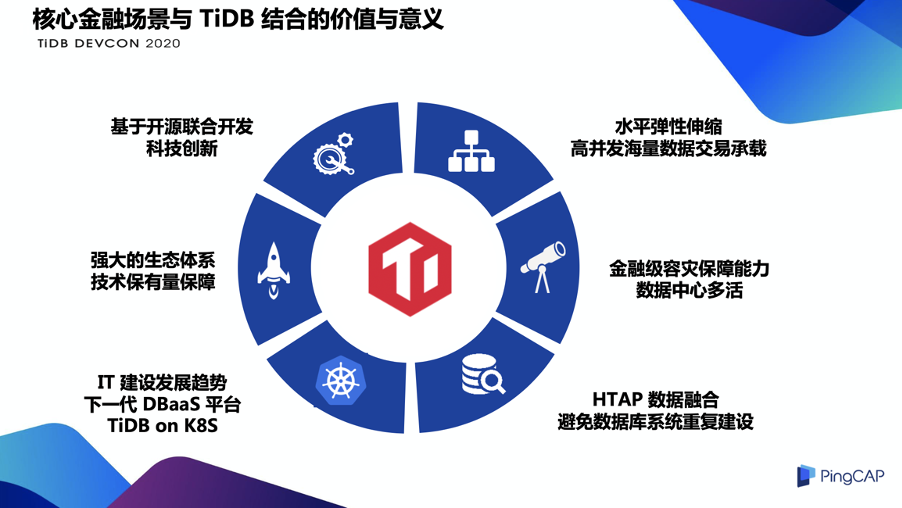 核心金融场景与 TiDB 结合的价值与意义
TiDB DEVCON 2020
基于开源联合开发
科技创新
水平弹性伸缩
高并发海量数据交易承载
强大的生态体系
技术保有量保障
金融级容灾保障能力
数据中心多活
IT 建设发展趋势
下一代 DBaaS 平台
TiDB on K8S
HTAP 数据融合
避免数据库系统重复建设
PingCAP